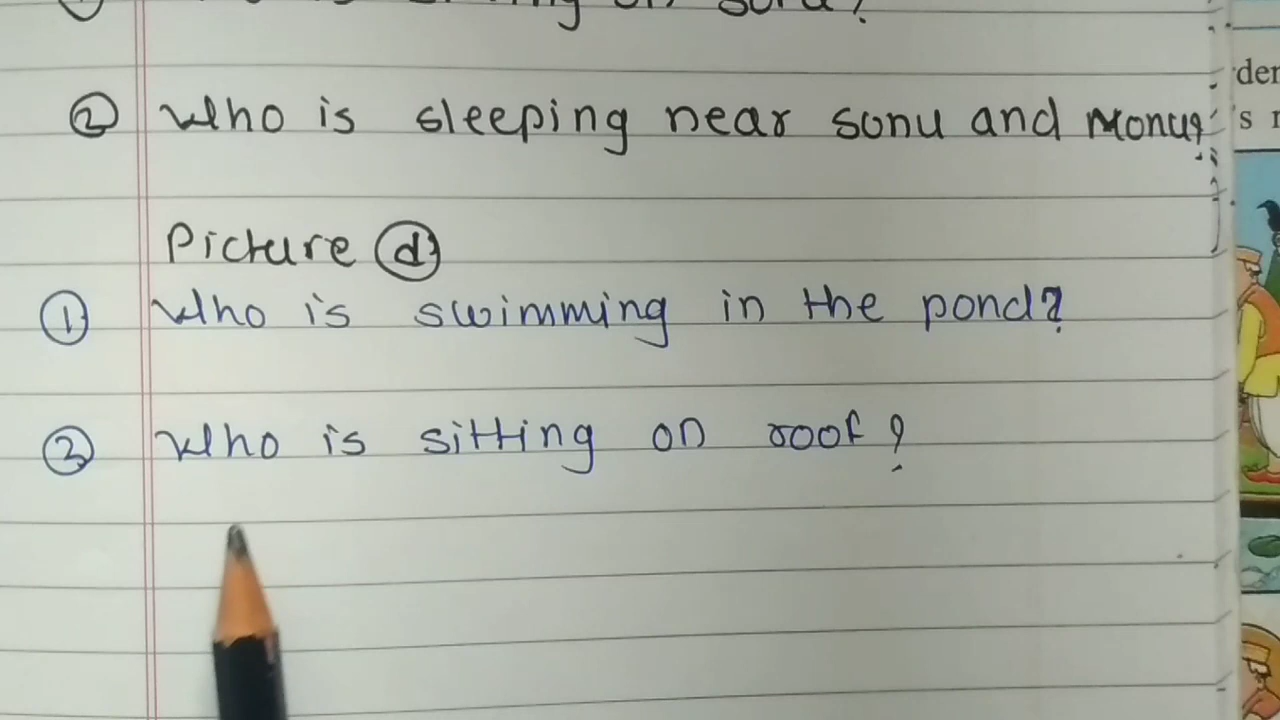 ② Who is sleeping near sonu and Monu?
Picture ⓓ
① Who is swimming in the pond?
② Who is sitting on roof?